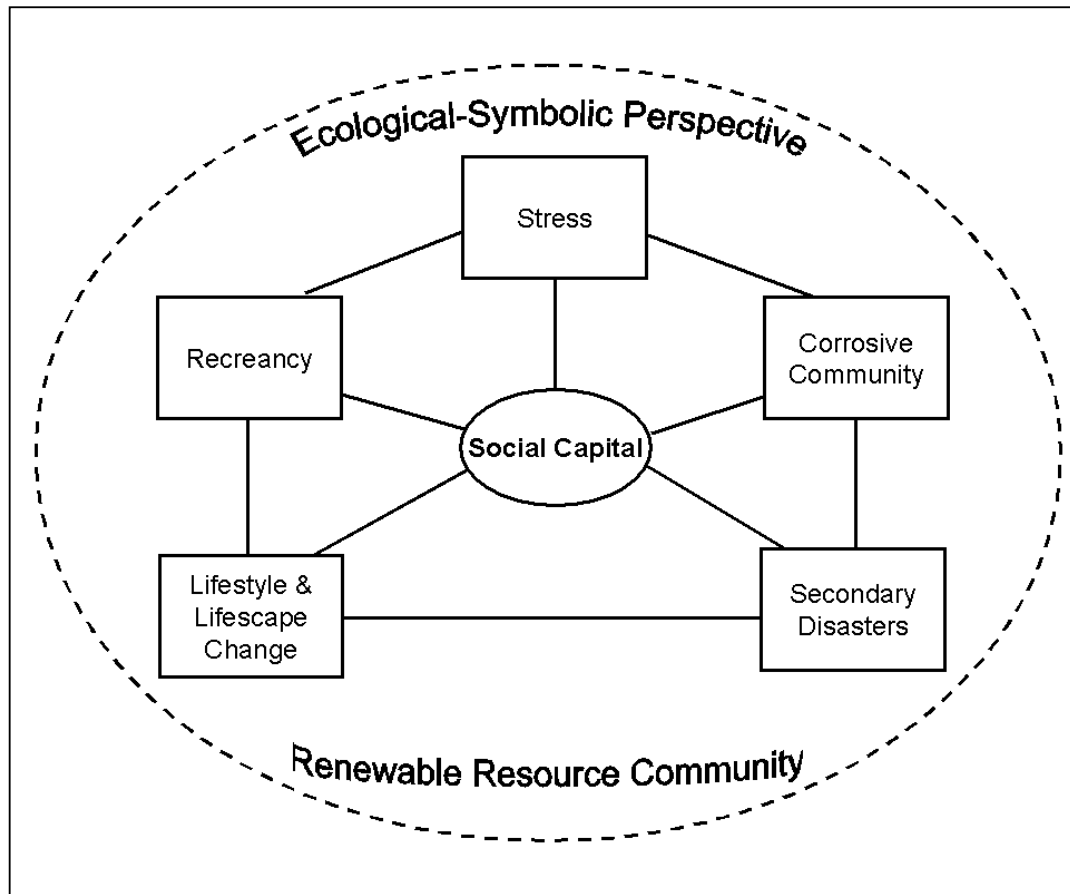 Ecological-Symbolic Perspective
Stress
Recreancy
Corrosive
Community
Social Capital
Lifestyle &
Lifescape
Change
Secondary
Disasters
Renewable Resource Community